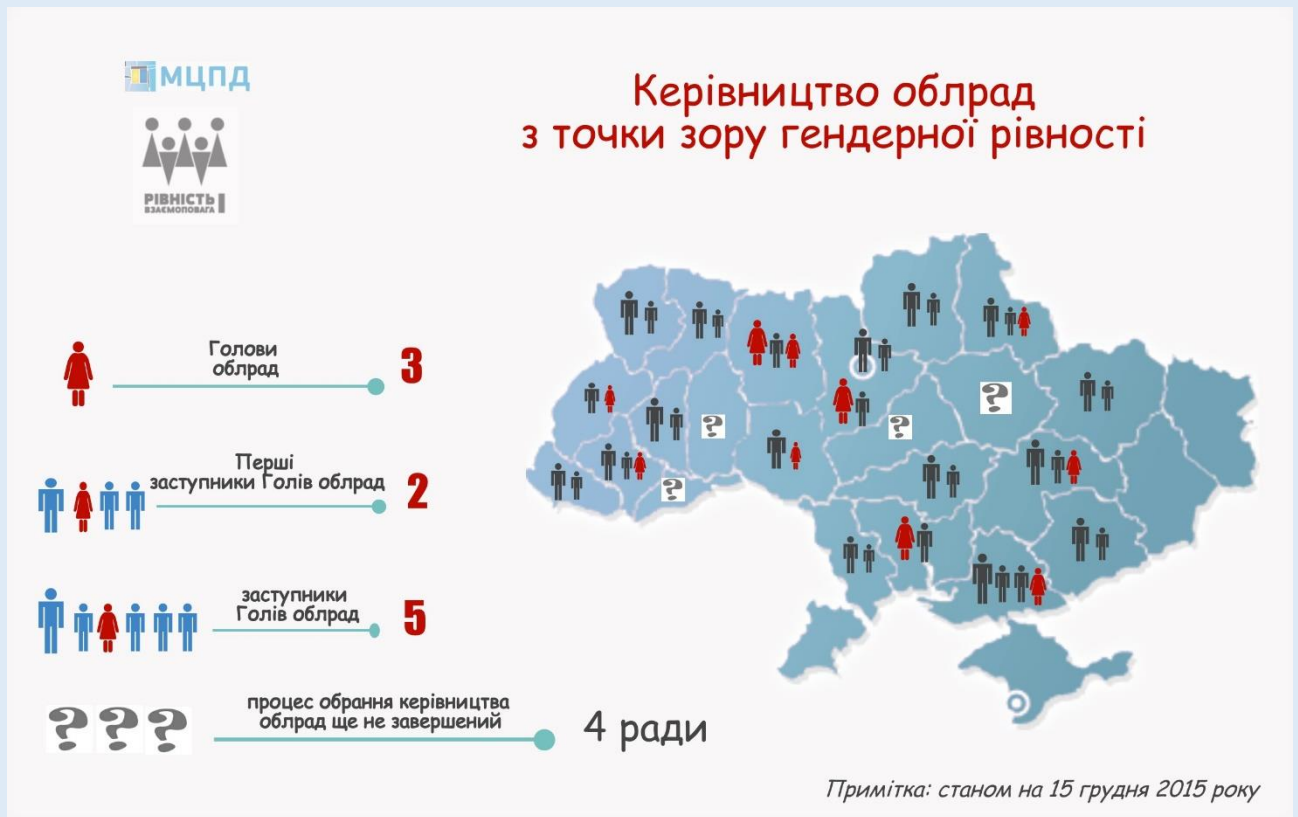 МЦПД
РІВНІСТЬ І
ВЗАЄМОПОВАГА
Керівництво облрад
з точки зору гендерної рівності
Голови
облрад
3
Перші
заступники Голів облрад
2
заступники
Голів облрад
5
? ? ?
процес обрання керівництва
облрад ще не завершений
4 ради
?
?
?
?
Примітка: станом на 15 грудня 2015 року